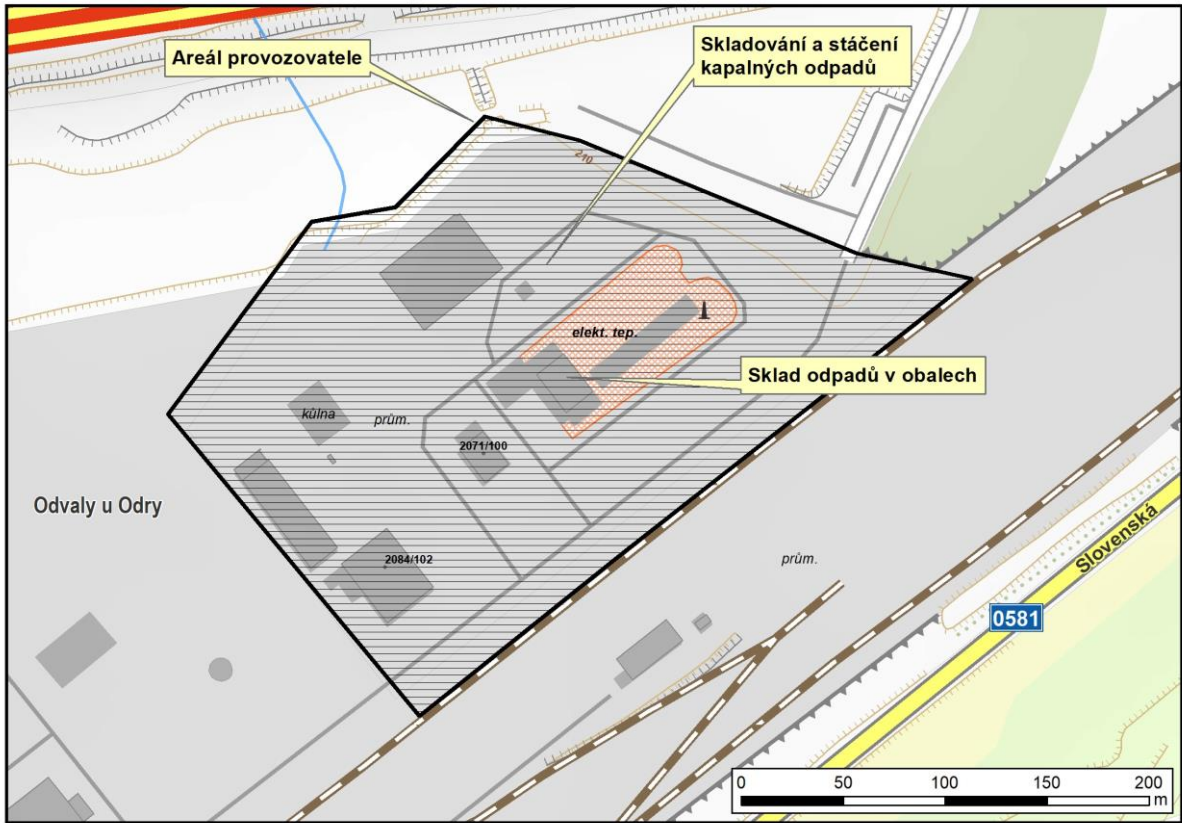 Areál provozovatele
Skladování a stáčení
kapalných odpadů
210
elekt. tep.
Sklad odpadů v obalech
kůlna
prům.
2071/100
Odvaly u Odry
2084/102
prům.
Slovenská
0581
0 50 100 150 200
m